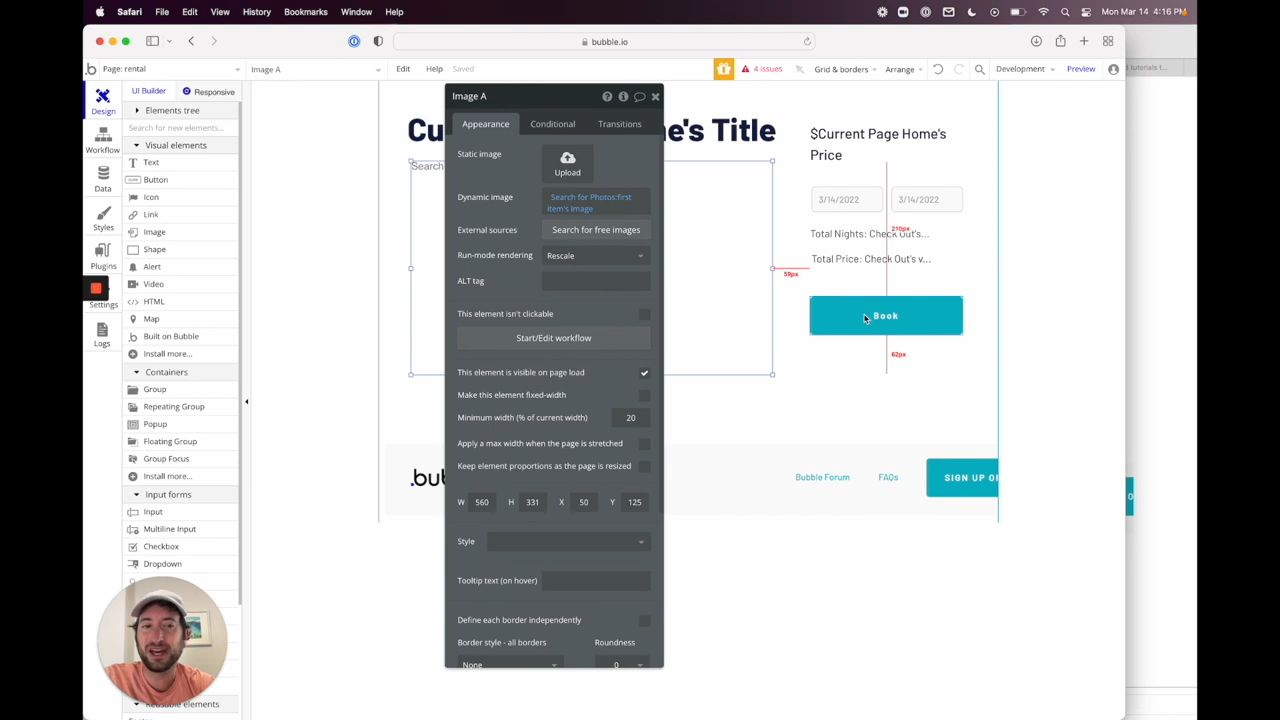 Safari File Edit View History Bookmarks Window Help Mon Mar 14 4:16 PM
bubble.io
Page: rental Image A Edit Help Saved 4 issues Grid & borders Arrange Development Preview
d tutorials t...
Design
Workflow
Data
Styles
Plugins
Settings
Logs
UI Builder Responsive
Elements tree
Search for new elements...
Visual elements
Text
Button
Icon
Link
Image
Shape
Alert
Video
HTML
Map
Built on Bubble
Install more...
Containers
Group
Repeating Group
Popup
Floating Group
Group Focus
Install more...
Input forms
Input
Multiline Input
Checkbox
Dropdown
Reusable elements
Image A
Appearance Conditional Transitions
Static image
Upload
Dynamic image
Search for Photos:first
item's Image
External sources Search for free images
Run-mode rendering Rescale
ALT tag
This element isn't clickable
Start/Edit workflow
This element is visible on page load
Make this element fixed-width
Minimum width (% of current width) 20
Apply a max width when the page is stretched
Keep element proportions as the page is resized
W 560 H 331 X 50 Y 125
Style
Tooltip text (on hover)
Define each border independently
Border style - all borders Roundness
None 0
Cu 's Title
Search
$Current Page Home's
Price
3/14/2022 3/14/2022
210px
Total Nights: Check Out's...
Total Price: Check Out's v...
59px
Book
62px
.bu
Bubble Forum FAQs SIGN UP O